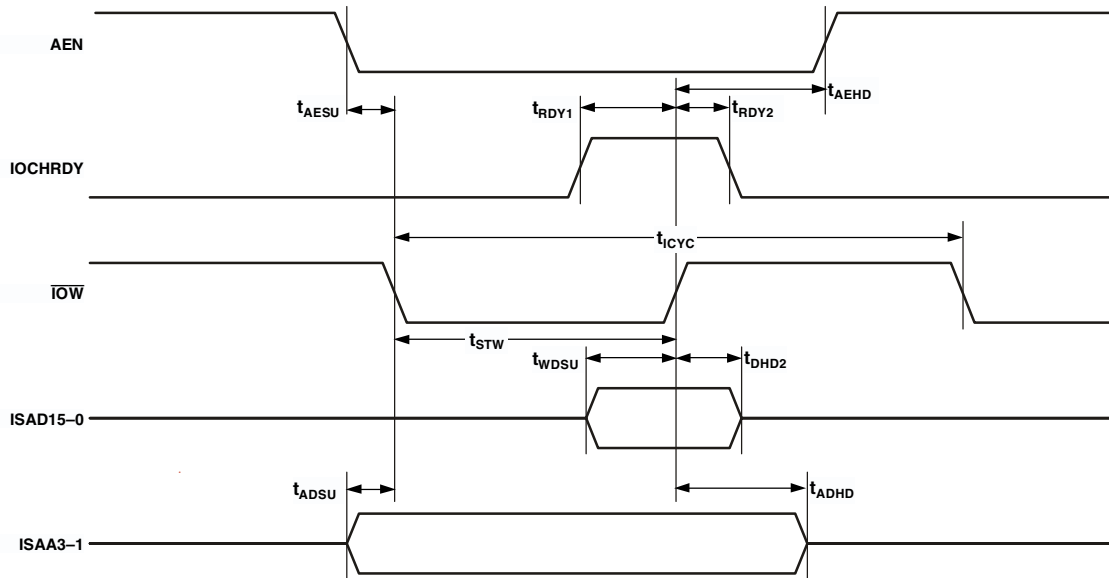 AEN
tAESU
tRDY1
tRDY2
tAEHD
IOCHRDY
tICYC
IOW
tSTW
tWDSU
tDHD2
ISAD15–0
tADSU
tADHD
ISAA3–1